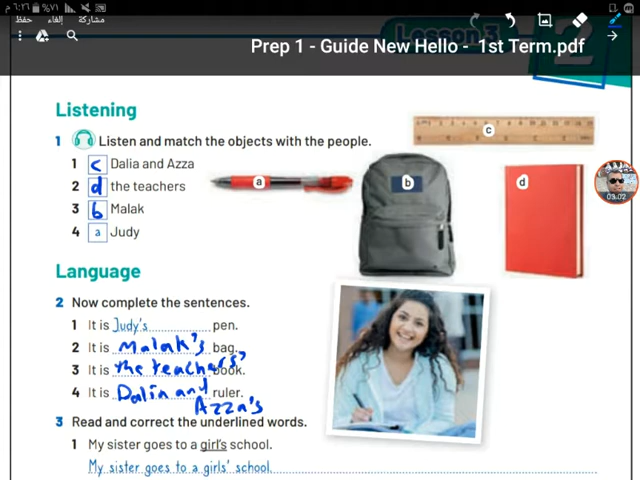 مشاركة إلغاء حفظ
٪٧١
٦:٢٦ م
Prep 1 - Guide New Hello - 1st Term.pdf
Lesson 3
2
Listening
1 Listen and match the objects with the people.
1 c Dalia and Azza
2 d the teachers
3 b Malak
4 a Judy
a
b
c
d
03:02
Language
2 Now complete the sentences.
1 It is Judy's pen.
2 It is Malak's bag.
3 It is the teachers' book.
4 It is Dalia and Azza's ruler.
3 Read and correct the underlined words.
1 My sister goes to a girl's school.
My sister goes to a girls' school.